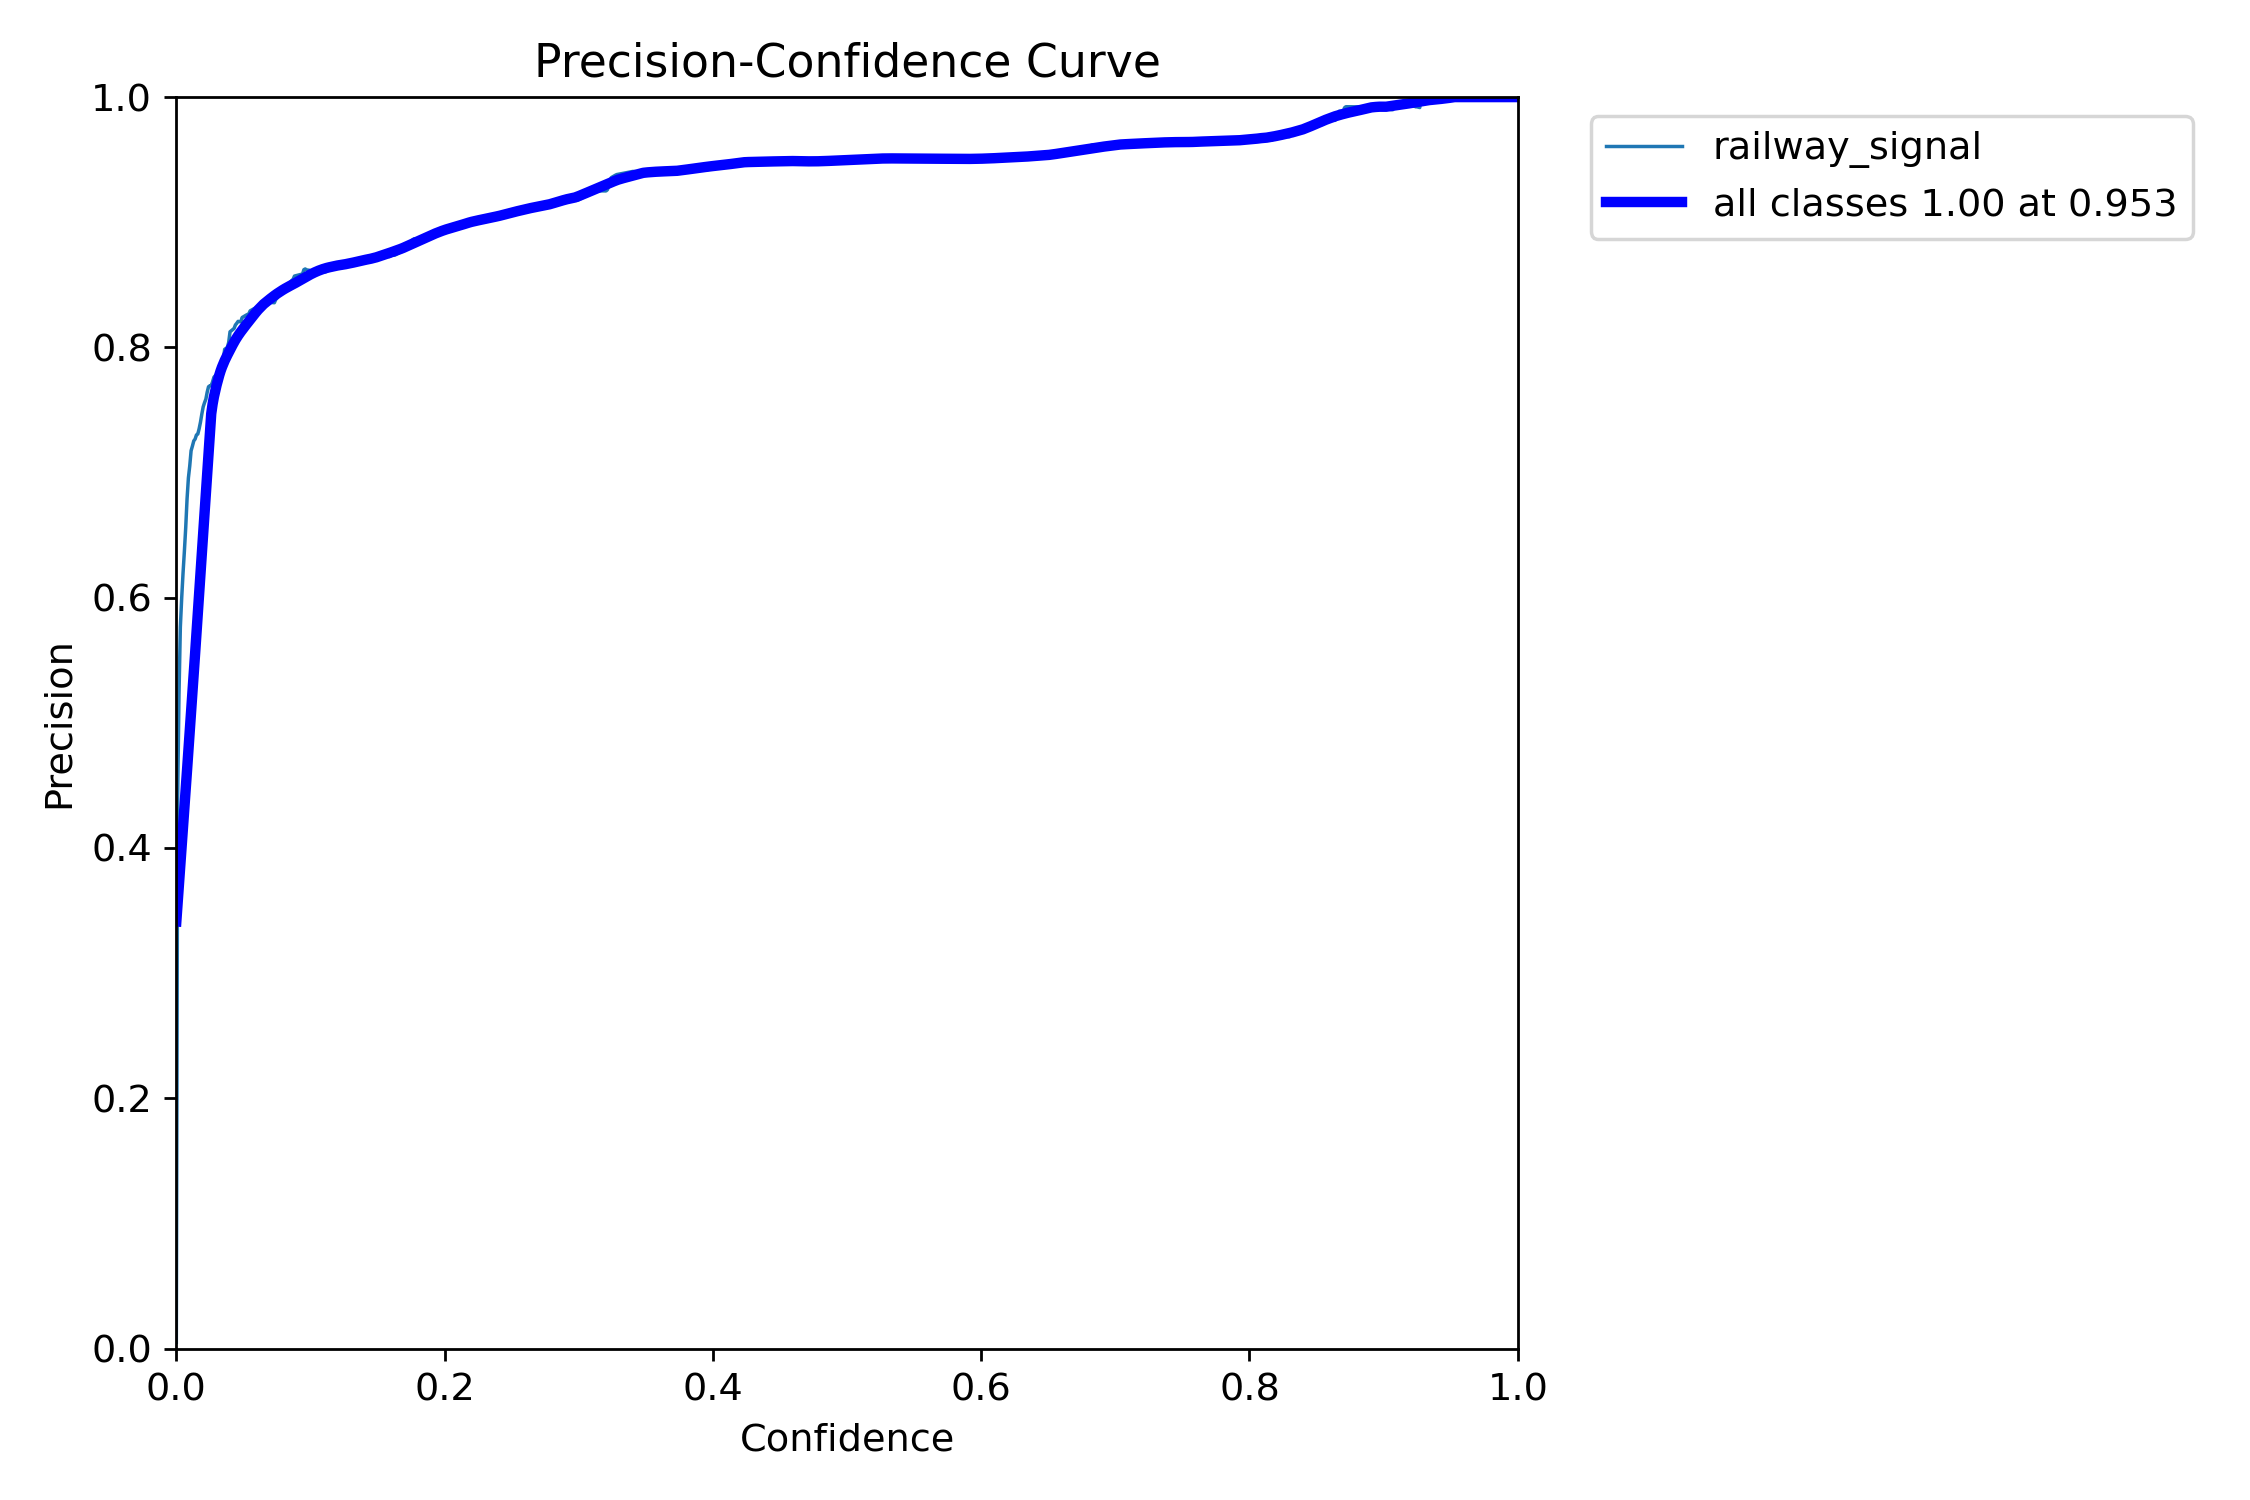 Precision-Confidence Curve
1.0
0.8
0.6
0.4
0.2
0.0
Precision
0.0 0.2 0.4 0.6 0.8 1.0
Confidence
railway_signal
all classes 1.00 at 0.953